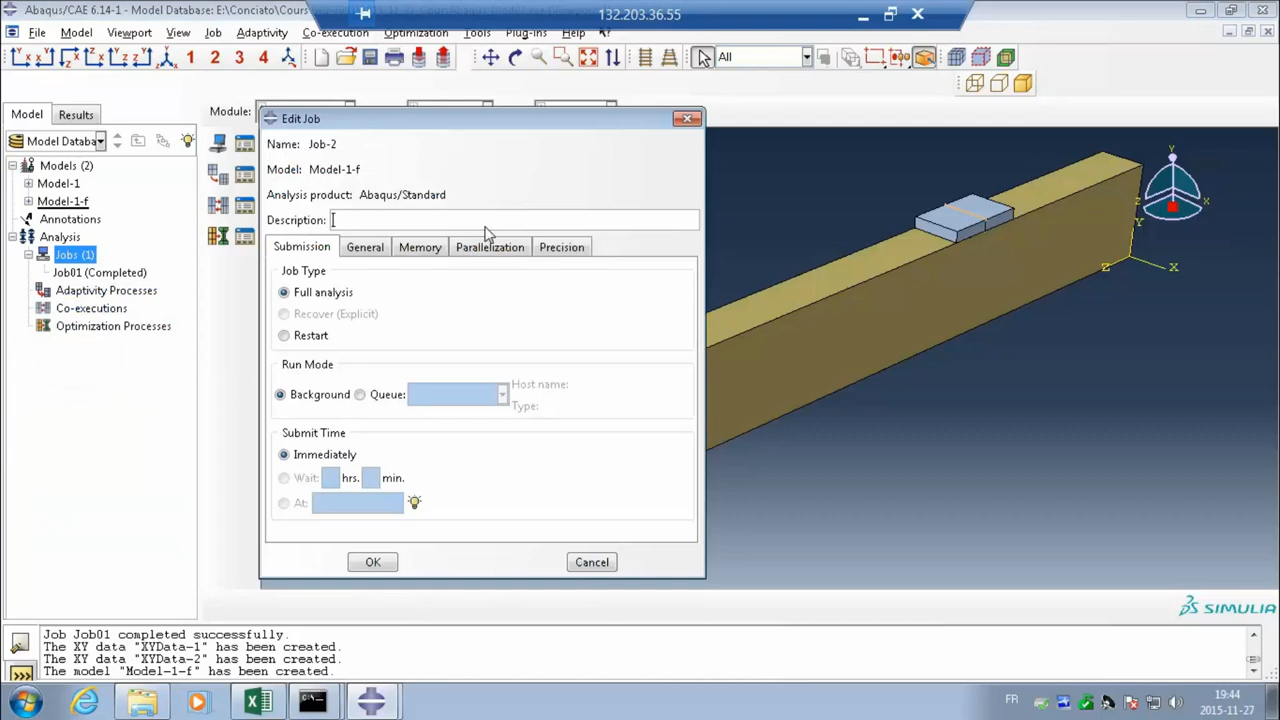 Abaqus/CAE 6.14-1 - Model Database: E:\Conciato\Cours
132.203.36.55
File Model Viewport View Job Adaptivity Co-execution Optimization Tools Plug-ins Help
1 2 3 4
All
Model Results
Module:
Model Databa
Models (2)
Model-1
Model-1-f
Annotations
Analysis
Jobs (1)
Job01 (Completed)
Adaptivity Processes
Co-executions
Optimization Processes
Edit Job
Name: Job-2
Model: Model-1-f
Analysis product: Abaqus/Standard
Description:
Submission General Memory Parallelization Precision
Job Type
Full analysis
Recover (Explicit)
Restart
Run Mode
Background Queue: Host name:
Type:
Submit Time
Immediately
Wait: hrs. min.
At:
OK Cancel
Y
Z X
Y
Z X
SIMULIA
Job Job01 completed successfully.
The XY data "XYData-1" has been created.
The XY data "XYData-2" has been created.
The model "Model-1-f" has been created.
>>>
FR
19:44
2015-11-27